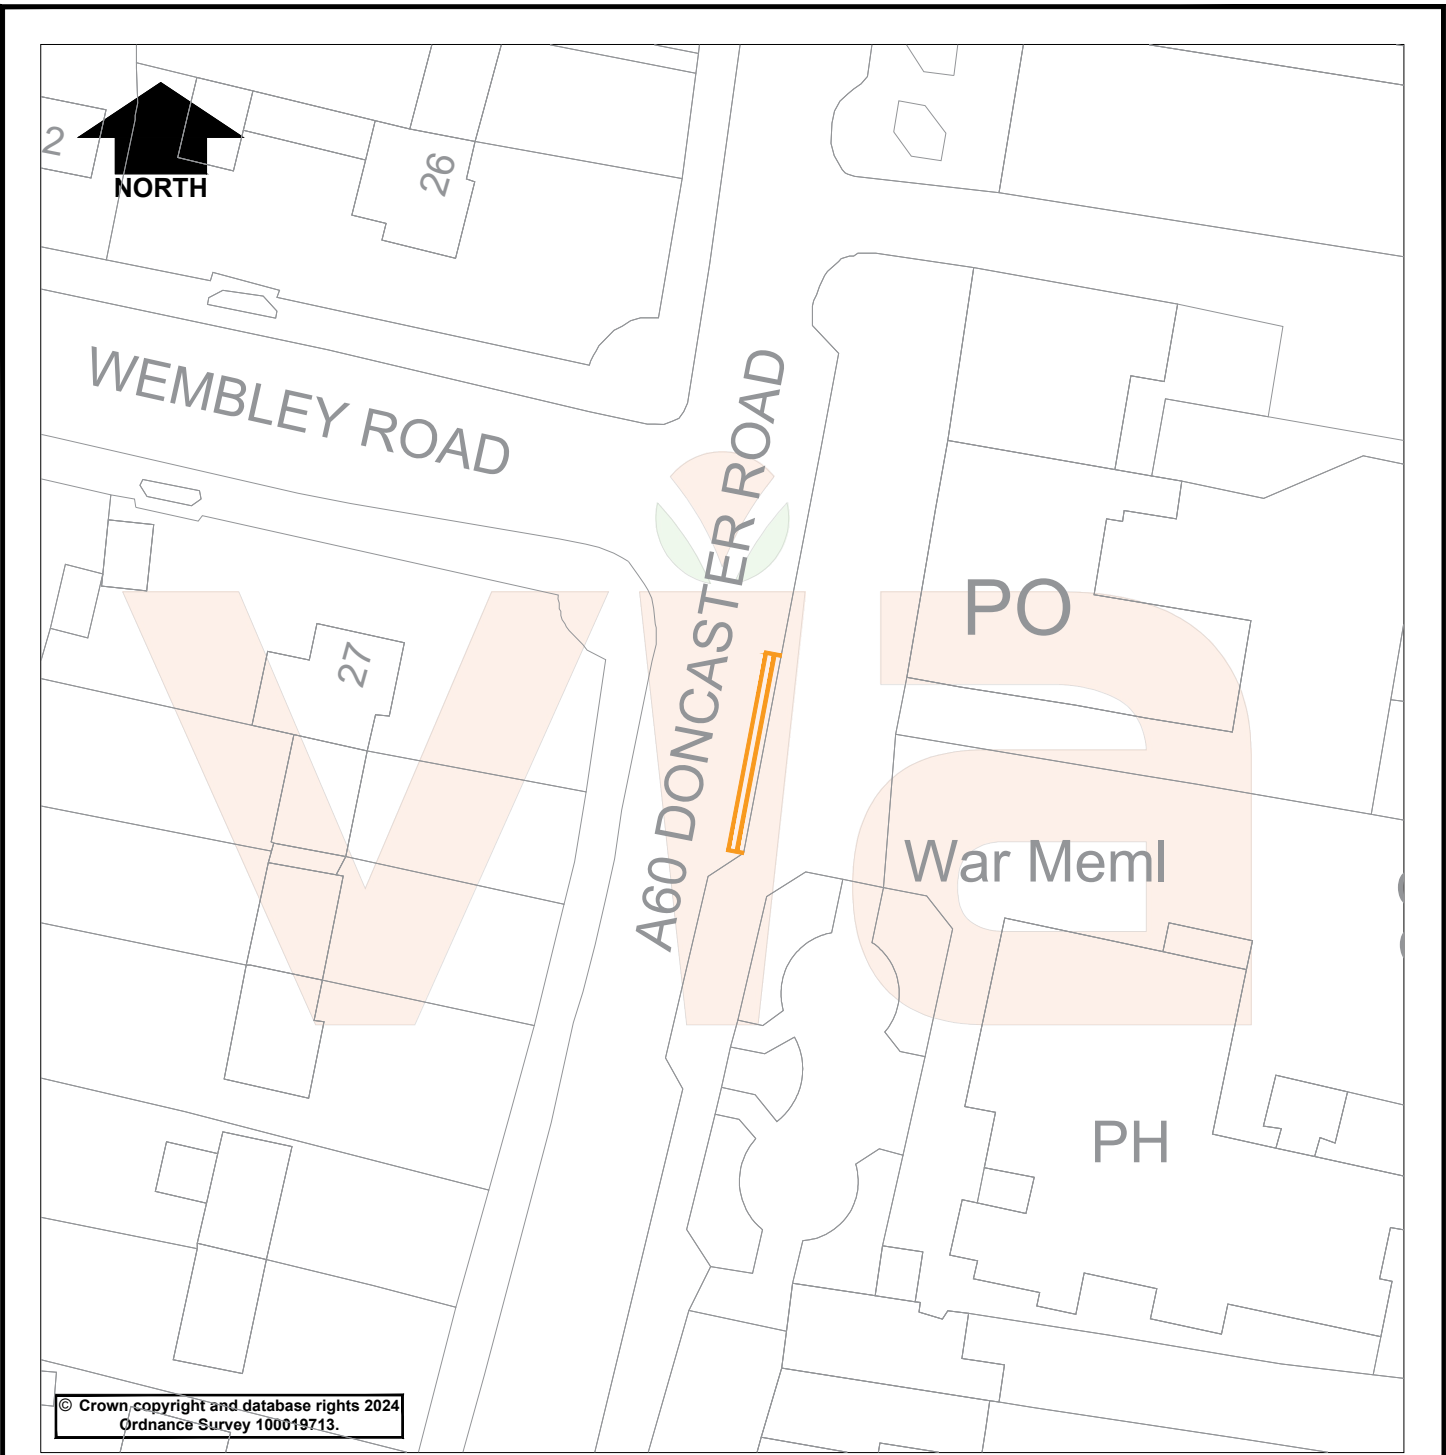 2
NORTH
26
WEMBLEY ROAD
A60 DONCASTER ROAD
PO
27
via
War Meml
PH
© Crown copyright and database rights 2024
Ordnance Survey 100019713.